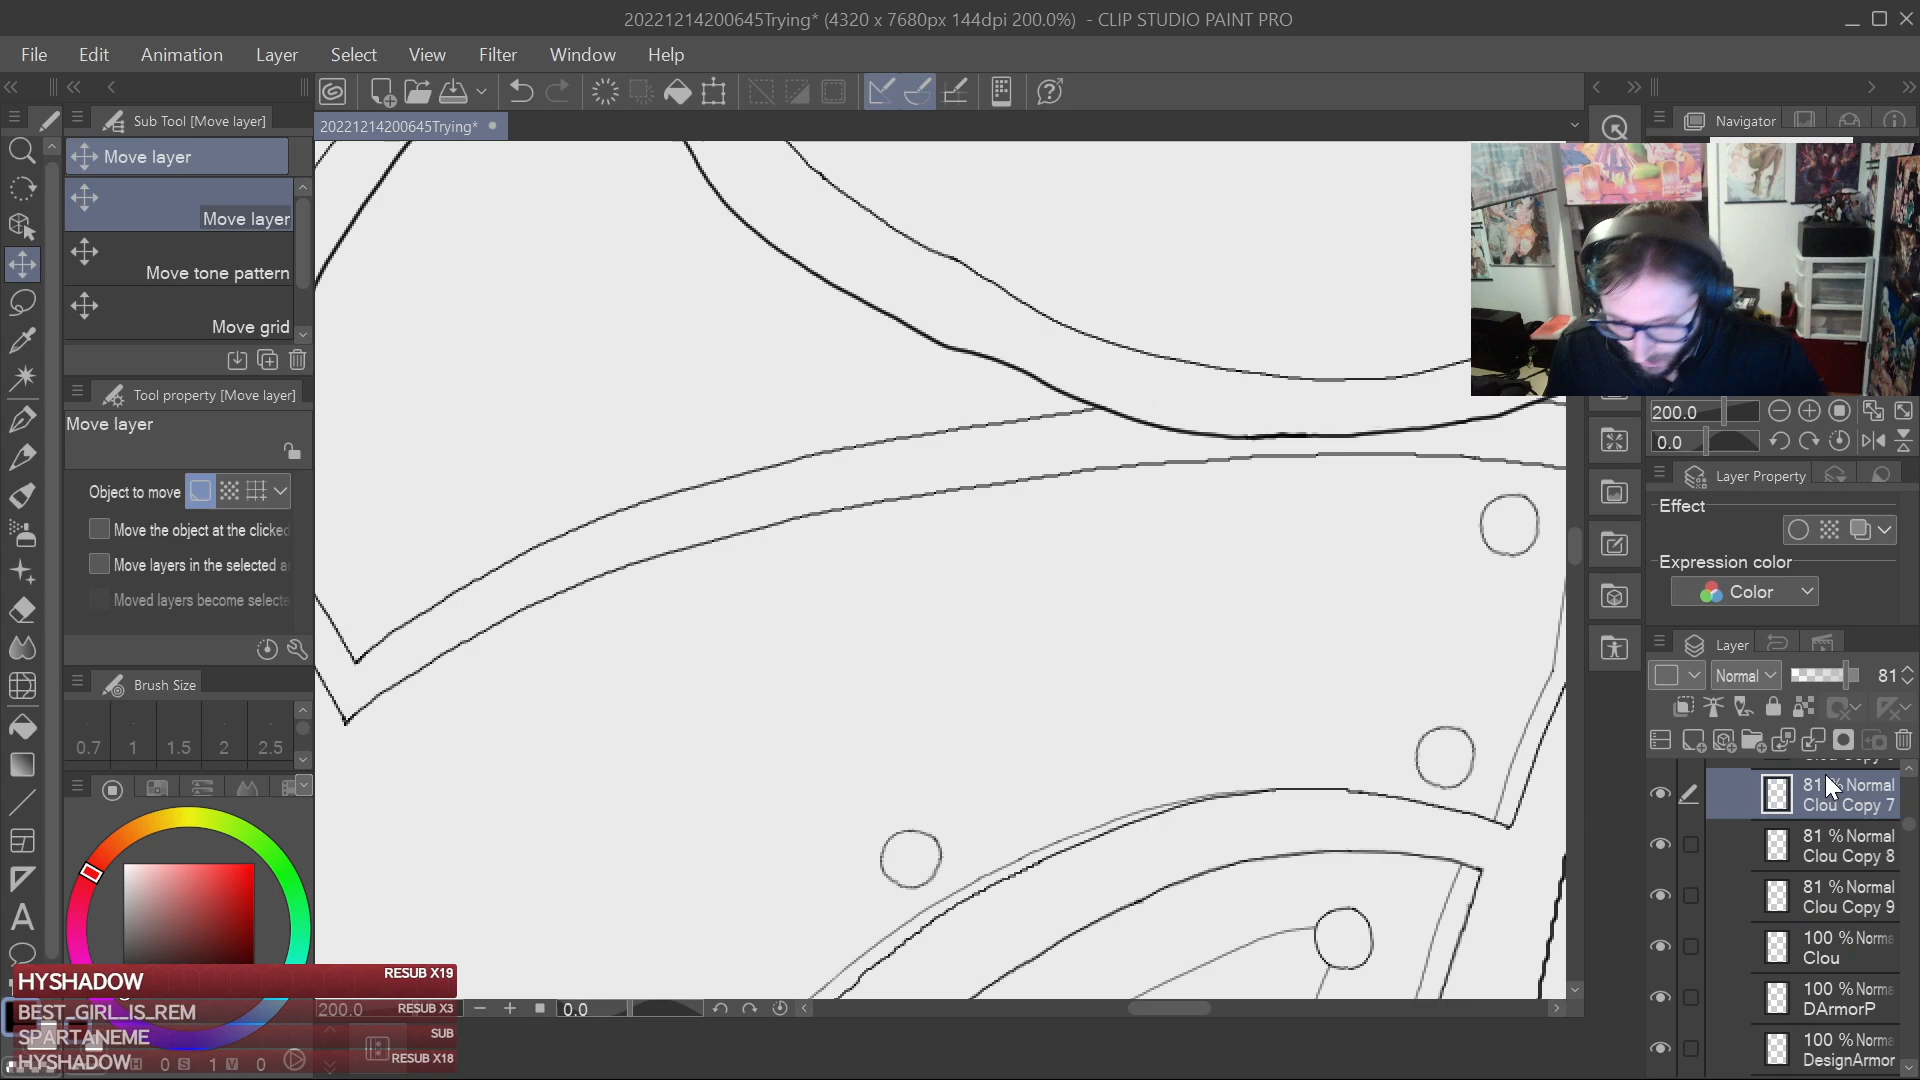 20221214200645Trying* (4320 x 7680px 144dpi 200.0%) - CLIP STUDIO PAINT PRO
File Edit Animation Layer Select View Filter Window Help
Sub Tool [Move layer]
20221214200645Trying*
Navigator
Move layer
Move layer
Move tone pattern
Move grid
Tool property [Move layer]
Move layer
Object to move
Move the object at the clicked
Move layers in the selected a
Moved layers become selecte
Brush Size
0.7 1 1.5 2 2.5
200.0
0.0
Layer Property
Effect
Expression color
Color
Layer
Normal 81
81 % Normal
Clou Copy 7
81 % Normal
Clou Copy 8
81 % Normal
Clou Copy 9
100 % Norma
Clou
100 % Norma
DArmorP
100 % Norma
DesignArmor
HYSHADOW RESUB X19
BEST_GIRL_IS_REM RESUB X3
SPARTANEME SUB
HYSHADOW RESUB X18
200.0 0.0
H 0 S 1 V 0